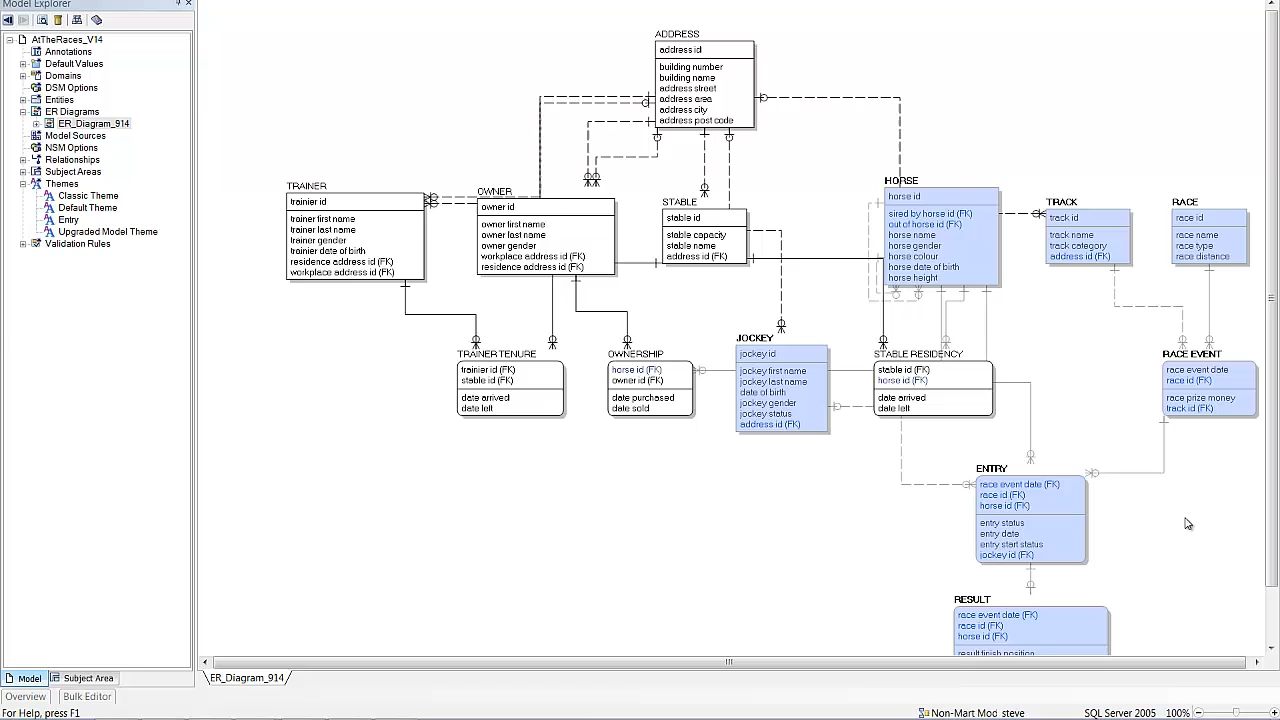 Model Explorer
AtTheRaces_V14
Annotations
Default Values
Domains
DSM Options
Entities
ER Diagrams
ER_Diagram_914
Model Sources
NSM Options
Relationships
Subject Areas
Themes
Classic Theme
Default Theme
Entry
Upgraded Model Theme
Validation Rules
Model
Subject Area
Overview
Bulk Editor
ADDRESS
address id
building number
building name
address street
address area
address city
address post code
TRAINER
trainier id
trainer first name
trainer last name
trainer gender
trainier date of birth
residence address id (FK)
workplace address id (FK)
OWNER
owner id
owner first name
owner last name
owner gender
workplace address id (FK)
residence address id (FK)
STABLE
stable id
stable capacity
stable name
address id (FK)
HORSE
horse id
sired by horse id (FK)
out of horse id (FK)
horse name
horse gender
horse colour
horse date of birth
horse height
TRACK
track id
track name
track category
address id (FK)
RACE
race id
race name
race type
race distance
TRAINER TENURE
trainier id (FK)
stable id (FK)
date arrived
date left
OWNERSHIP
horse id (FK)
owner id (FK)
date purchased
date sold
JOCKEY
jockey id
jockey first name
jockey last name
date of birth
jockey gender
jockey status
address id (FK)
STABLE RESIDENCY
stable id (FK)
horse id (FK)
date arrived
date left
RACE EVENT
race event date
race id (FK)
race prize money
track id (FK)
ENTRY
race event date (FK)
race id (FK)
horse id (FK)
entry status
entry date
entry start status
jockey id (FK)
RESULT
race event date (FK)
race id (FK)
horse id (FK)
result finish position
ER_Diagram_914
For Help, press F1
Non-Mart Mod steve
SQL Server 2005
100%